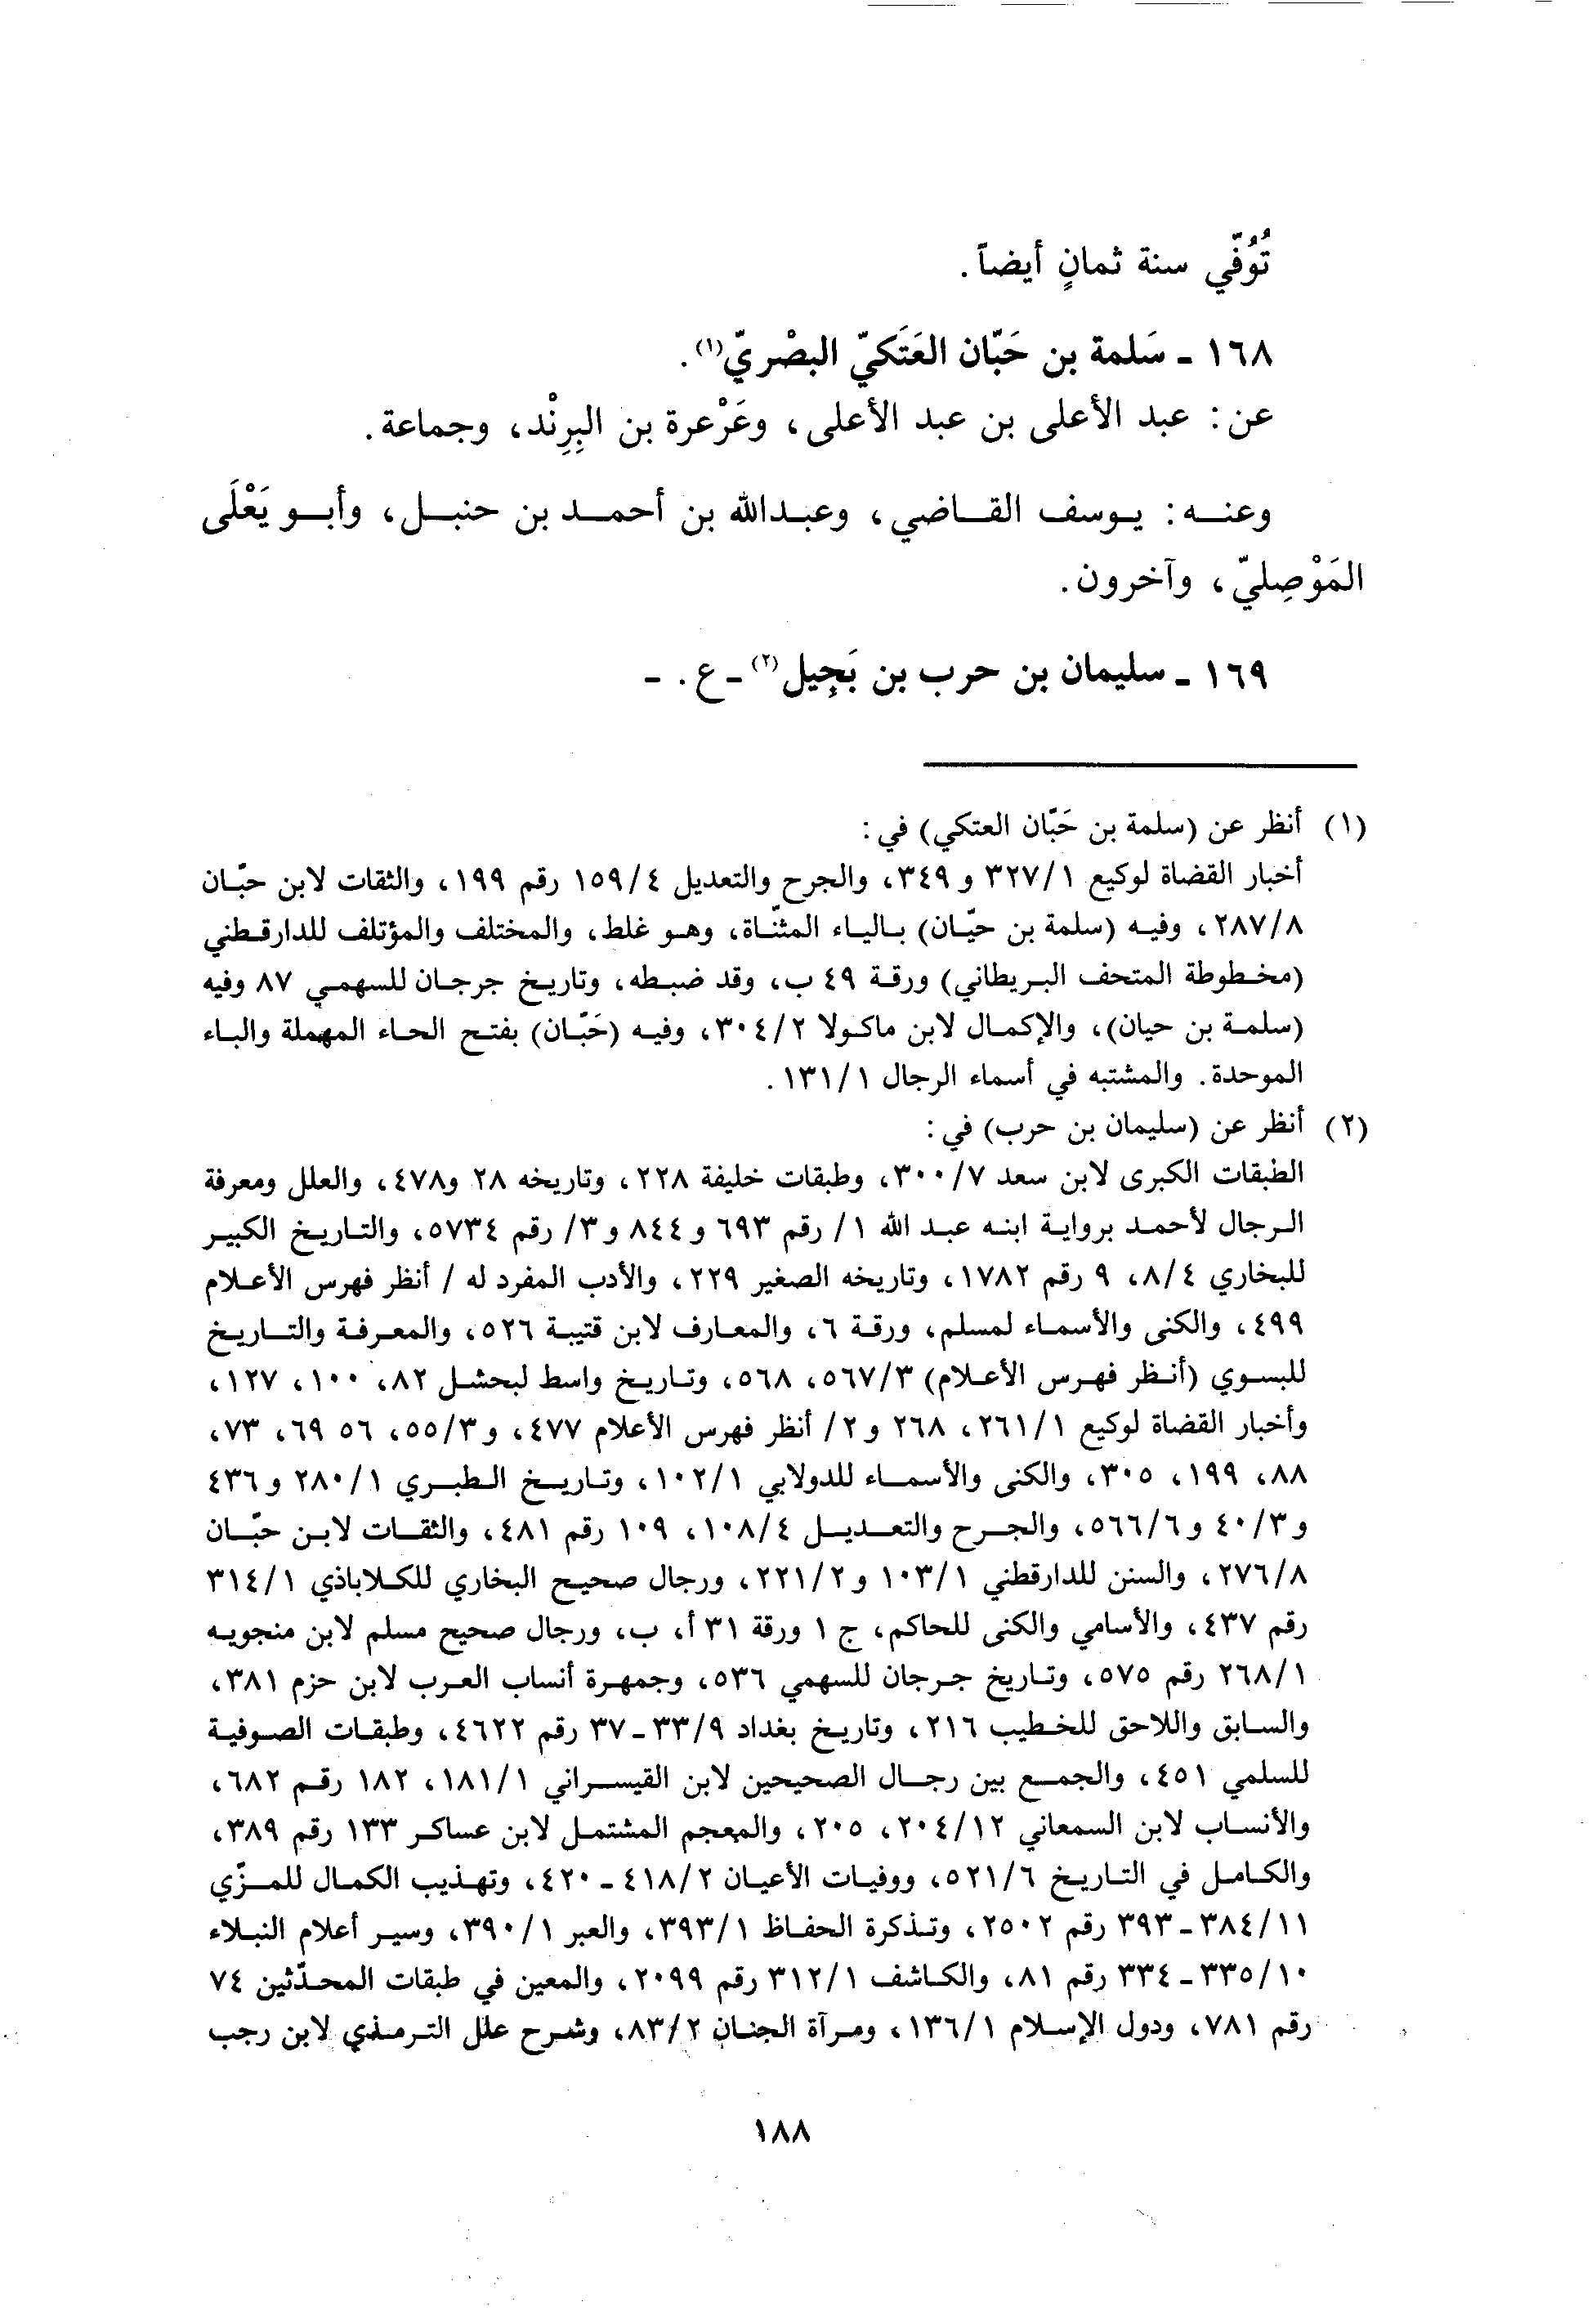 تُوُفّي سنة ثمانٍ أيضاً.
١٦٨ - سَلمة بن حَبّان العَتَكيّ البصْريّ(١).
عن: عبد الأعلى بن عبد الأعلى، وعَرْعرة بن البِرِنْد، وجماعة.
وعنه: يوسف القاضي، وعبدالله بن أحمد بن حنبل، وأبو يَعْلَى
المَوْصِليّ، وآخرون.
١٦٩ - سليمان بن حرب بن بَجِيل(٢) - ع. -
(١) أنظر عن (سلمة بن حَبّان العتكي) في:
أخبار القضاة لوكيع ٣٢٧/١ و ٣٤٩، والجرح والتعديل ١٥٩/٤ رقم ١٩٩، والثقات لابن حبّان
٢٨٧/٨، وفيه (سلمة بن حيّان) بالياء المثنّاة، وهو غلط، والمختلف والمؤتلف للدارقطني
(مخطوطة المتحف البريطاني) ورقة ٤٩ ب، وقد ضبطه، وتاريخ جرجان للسهمي ٨٧ وفيه
(سلمة بن حيان)، والإكمال لابن ماكولا ٣٠٤/٢، وفيه (حَبّان) بفتح الحاء المهملة والباء
الموحدة. والمشتبه في أسماء الرجال ١٣١/١.
(٢) أنظر عن (سليمان بن حرب) في:
الطبقات الكبرى لابن سعد ٣٠٠/٧، وطبقات خليفة ٢٢٨، وتاريخه ٢٨ و٤٧٨، والعلل ومعرفة
الرجال لأحمد برواية ابنه عبد الله ١/ رقم ٦٩٣ و ٨٤٤ و ٣/ رقم ٥٧٣٤، والتاريخ الكبير
للبخاري ٨/٤، ٩ رقم ١٧٨٢، وتاريخه الصغير ٢٢٩، والأدب المفرد له / أنظر فهرس الأعلام
٤٩٩، والكنى والأسماء لمسلم، ورقة ٦، والمعارف لابن قتيبة ٥٢٦، والمعرفة والتاريخ
للبسوي (أنظر فهرس الأعلام) ٥٦٧/٣، ٥٦٨، وتاريخ واسط لبحشل ٨٢، ١٠٠، ١٢٧،
وأخبار القضاة لوكيع ٢٦١/١، ٢٦٨ و ٢/ أنظر فهرس الأعلام ٤٧٧، و ٥٥/٣، ٥٦ ٦٩، ٧٣،
٨٨، ١٩٩، ٣٠٥، والكنى والأسماء للدولابي ١٠٢/١، وتاريخ الطبري ٢٨٠/١ و ٤٣٦
و ٤٠/٣ و ٥٦٦/٦، والجرح والتعديل ١٠٨/٤، ١٠٩ رقم ٤٨١، والثقات لابن حبّان
٢٧٦/٨، والسنن للدارقطني ١٠٣/١ و ٢٢١/٢، ورجال صحيح البخاري للكلاباذي ٣١٤/١
رقم ٤٣٧، والأسامي والكنى للحاكم، ج ١ ورقة ٣١ أ، ب، ورجال صحيح مسلم لابن منجويه
٢٦٨/١ رقم ٥٧٥، وتاريخ جرجان للسهمي ٥٣٦، وجمهرة أنساب العرب لابن حزم ٣٨١،
والسابق واللاحق للخطيب ٢١٦، وتاريخ بغداد ٣٣/٩ - ٣٧ رقم ٤٦٢٢، وطبقات الصوفية
للسلمي ٤٥١، والجمع بين رجال الصحيحين لابن القيسراني ١٨١/١، ١٨٢ رقم ٦٨٢،
والأنساب لابن السمعاني ٢٠٤/١٢، ٢٠٥، والمعجم المشتمل لابن عساكر ١٣٣ رقم ٣٨٩،
والكامل في التاريخ ٥٢١/٦، ووفيات الأعيان ٤١٨/٢ - ٤٢٠، وتهذيب الكمال للمزّي
٣٨٤/١١ - ٣٩٣ رقم ٢٥٠٢، وتذكرة الحفاظ ٣٩٣/١، والعبر ٣٩٠/١، وسير أعلام النبلاء
٣٣٥/١٠ - ٣٣٤ رقم ٨١، والكاشف ٣١٢/١ رقم ٢٠٩٩، والمعين في طبقات المحدّثين ٧٤
رقم ٧٨١، ودول الإسلام ١٣٦/١، ومرآة الجنان ٨٣/٢، وشرح علل الترمذي لابن رجب
١٨٨